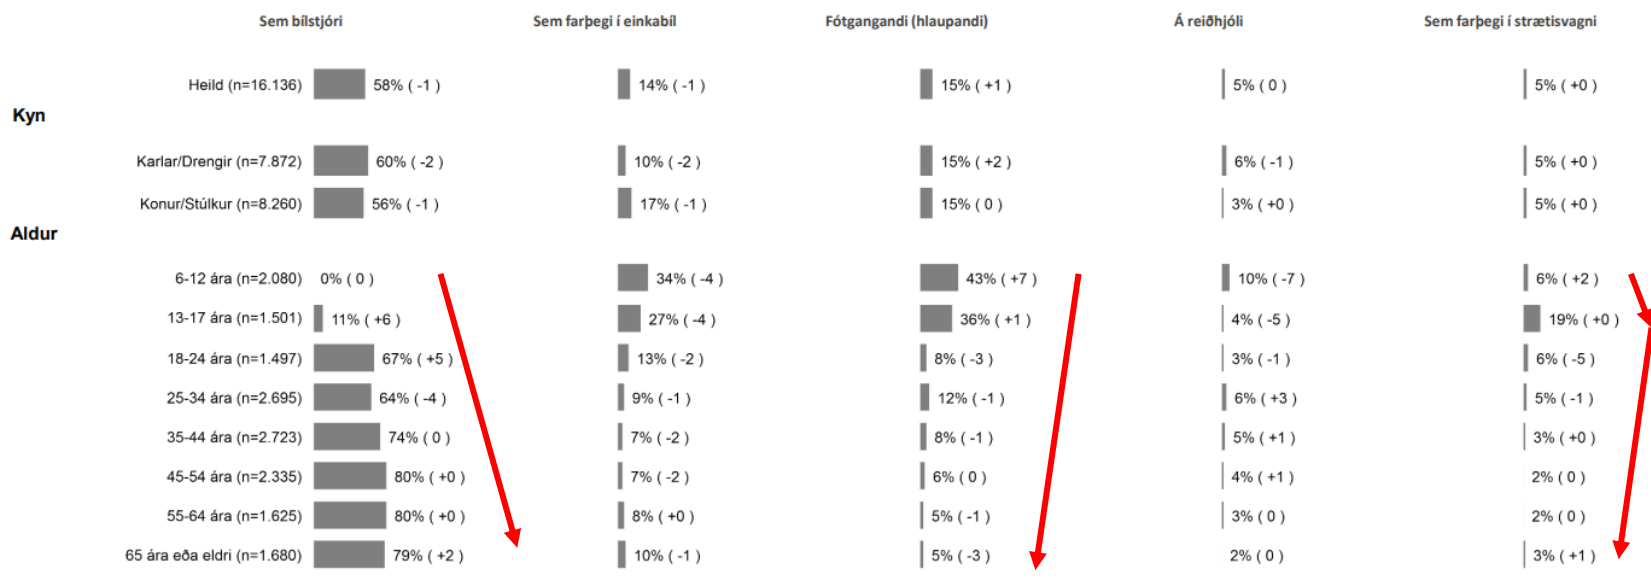 Sem bílstjóri Sem farþegi í einkabíl Fótgangandi (hlaupandi) Á reiðhjóli Sem farþegi í strætisvagni
Heild (n=16.136) 58% ( -1 ) 14% ( -1 ) 15% ( +1 ) 5% ( 0 ) 5% ( +0 )
Kyn
Karlar/Drengir (n=7.872) 60% ( -2 ) 10% ( -2 ) 15% ( +2 ) 6% ( -1 ) 5% ( +0 )
Konur/Stúlkur (n=8.260) 56% ( -1 ) 17% ( -1 ) 15% ( 0 ) 3% ( +0 ) 5% ( +0 )
Aldur
6-12 ára (n=2.080) 0% ( 0 ) 34% ( -4 ) 43% ( +7 ) 10% ( -7 ) 6% ( +2 )
13-17 ára (n=1.501) 11% ( +6 ) 27% ( -4 ) 36% ( +1 ) 4% ( -5 ) 19% ( +0 )
18-24 ára (n=1.497) 67% ( +5 ) 13% ( -2 ) 8% ( -3 ) 3% ( -1 ) 6% ( -5 )
25-34 ára (n=2.695) 64% ( -4 ) 9% ( -1 ) 12% ( -1 ) 6% ( +3 ) 5% ( -1 )
35-44 ára (n=2.723) 74% ( 0 ) 7% ( -2 ) 8% ( -1 ) 5% ( +1 ) 3% ( +0 )
45-54 ára (n=2.335) 80% ( +0 ) 7% ( -2 ) 6% ( 0 ) 4% ( +1 ) 2% ( 0 )
55-64 ára (n=1.625) 80% ( +0 ) 8% ( +0 ) 5% ( -1 ) 3% ( 0 ) 2% ( 0 )
65 ára eða eldri (n=1.680) 79% ( +2 ) 10% ( -1 ) 5% ( -3 ) 2% ( 0 ) 3% ( +1 )